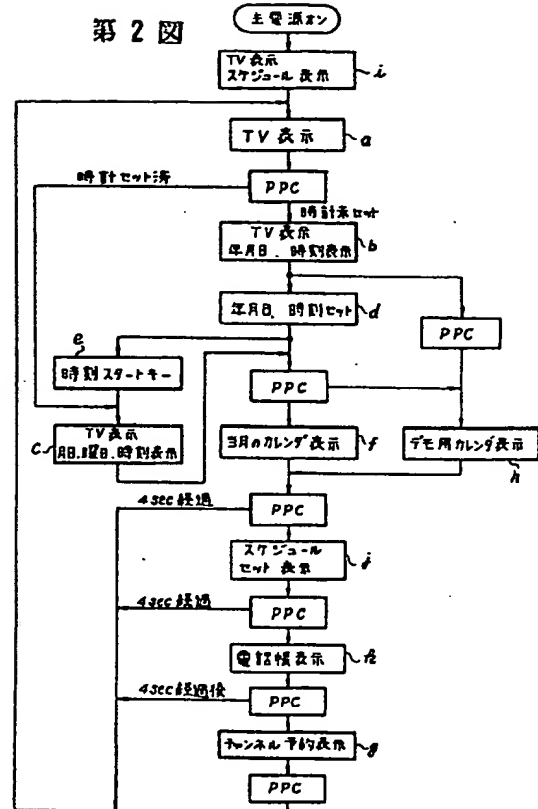 第2図
主電源オン
TV表示
スケジュール表示
i
TV表示
a
時計セット済
PPC
時計未セット
TV表示
年月日、時刻表示
b
年月日、時刻セット
d
PPC
e
時刻スタートキー
PPC
C
TV表示
月日、曜日、時刻表示
当月のカレンダ表示
f
デモ用カレンダ表示
h
4sec経過
PPC
スケジュール
セット表示
j
4sec経過
PPC
電話帳表示
k
4sec経過後
PPC
チャンネル予約表示
g
PPC